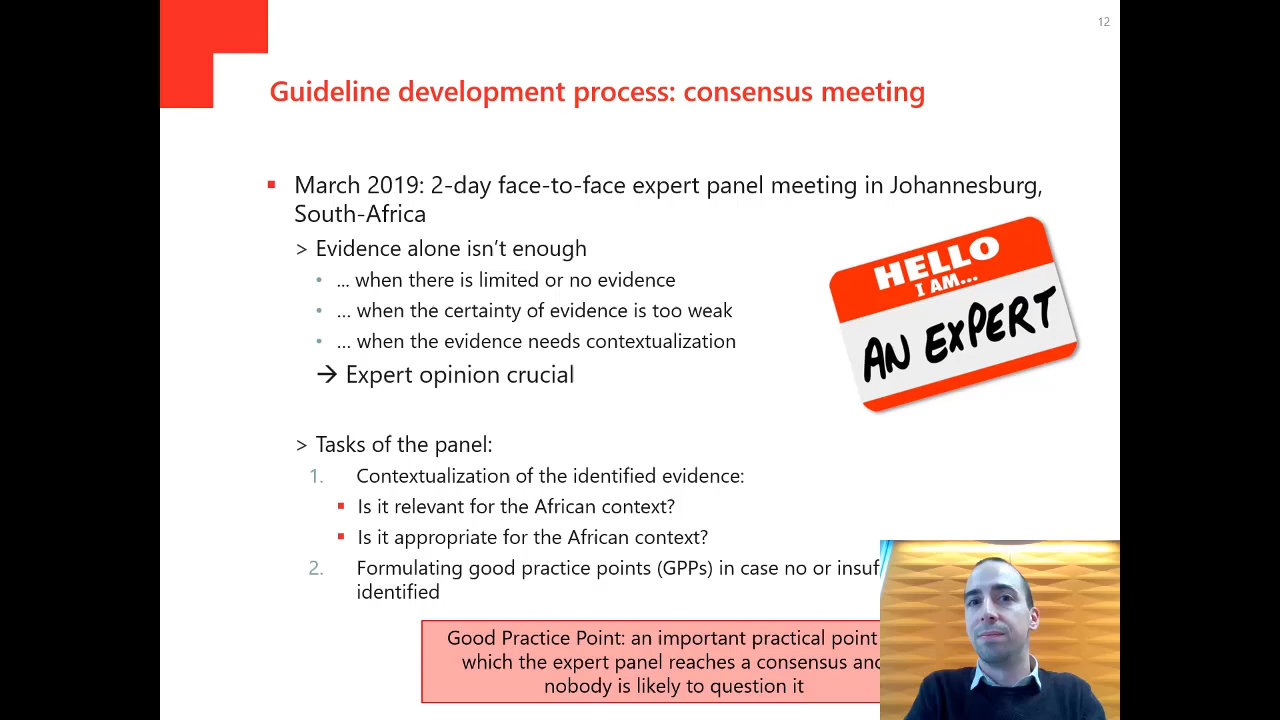 12
Guideline development process: consensus meeting
March 2019: 2-day face-to-face expert panel meeting in Johannesburg,
South-Africa
> Evidence alone isn't enough
... when there is limited or no evidence
… when the certainty of evidence is too weak
… when the evidence needs contextualization
→ Expert opinion crucial
HELLO
I AM...
AN EXPERT
> Tasks of the panel:
1. Contextualization of the identified evidence:
Is it relevant for the African context?
Is it appropriate for the African context?
2. Formulating good practice points (GPPs) in case no or
identified
Good Practice Point: an important practical point
which the expert panel reaches a consensus and
nobody is likely to question it